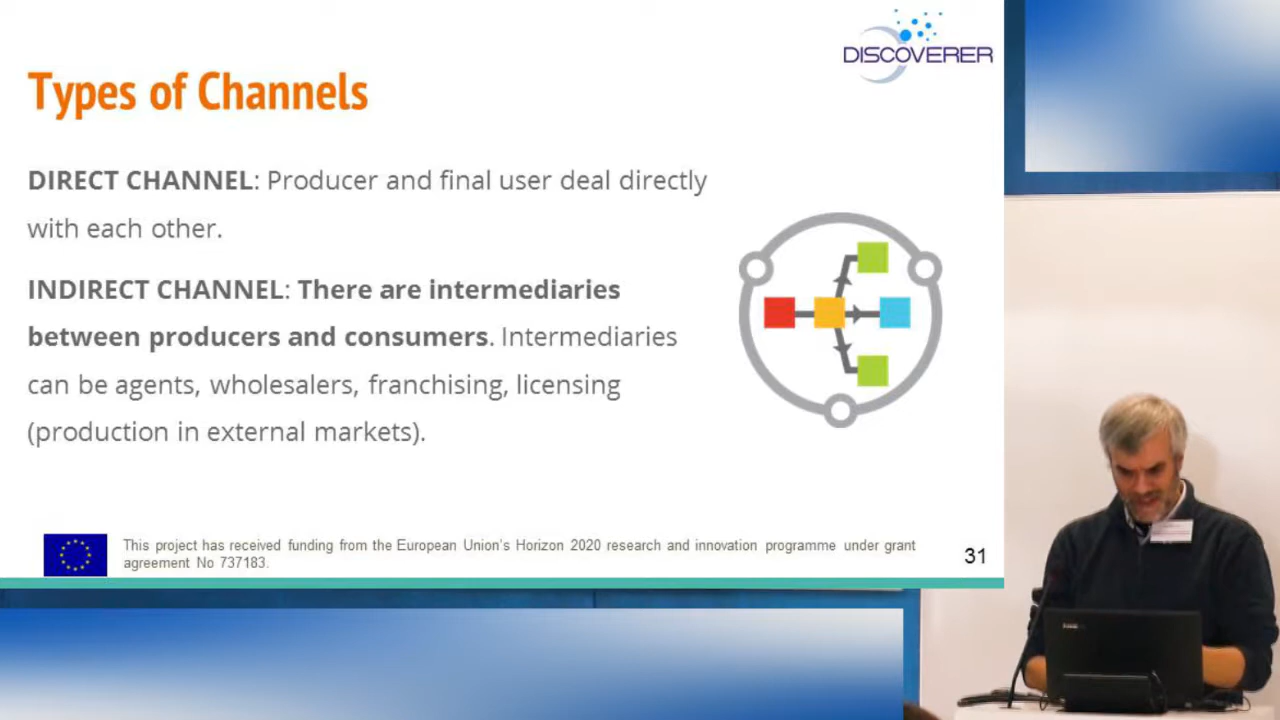 DISCOVERER
Types of Channels
DIRECT CHANNEL: Producer and final user deal directly
with each other.
INDIRECT CHANNEL: There are intermediaries
between producers and consumers. Intermediaries
can be agents, wholesalers, franchising, licensing
(production in external markets).
This project has received funding from the European Union's Horizon 2020 research and innovation programme under grant
agreement No 737183.
31